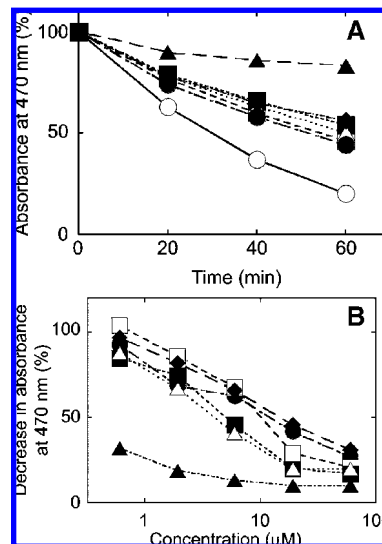 A
Absorbance at 470 nm (%)
100
50
0
0 20 40 60
Time (min)
B
Decrease in absorbance
at 470 nm (%)
100
50
0
1 10
Concentration (uM)